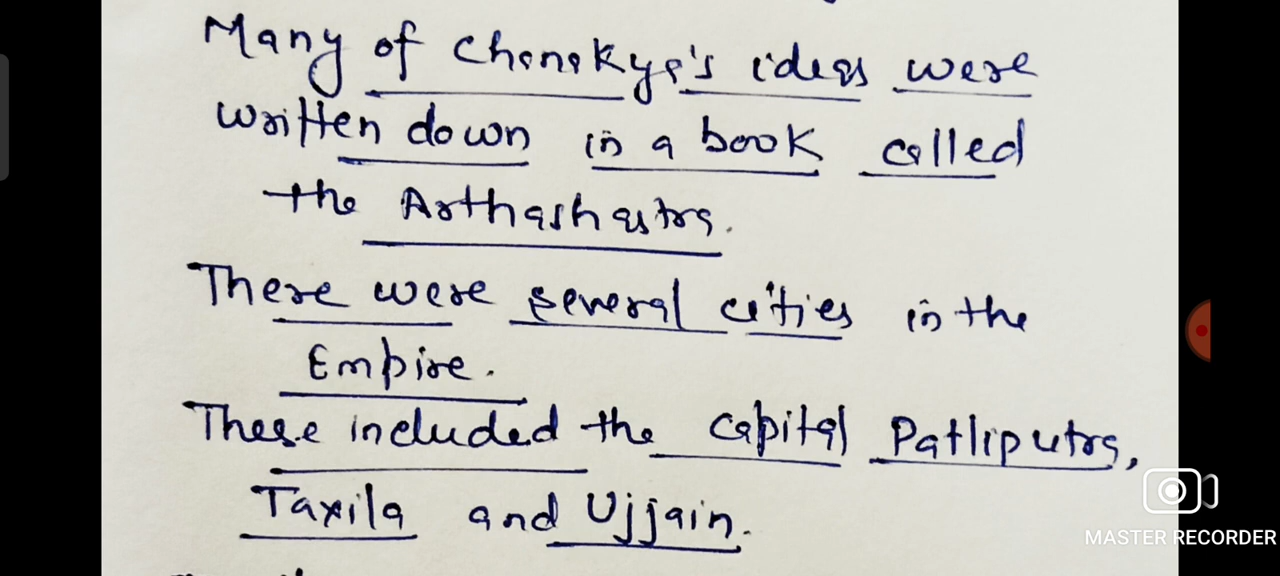 Many of Chanakya's ideas were
written down in a book called
the Arthashastra.
There were several cities in the
Empire.
These included the capital Patliputra,
Taxila and Ujjain.
MASTER RECORDER